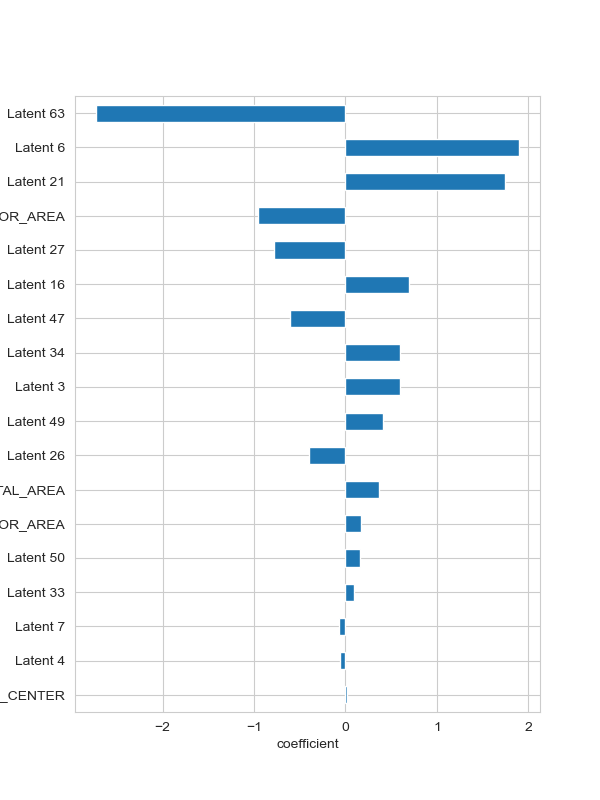 Latent 63
Latent 6
Latent 21
OR_AREA
Latent 27
Latent 16
Latent 47
Latent 34
Latent 3
Latent 49
Latent 26
TAL_AREA
OR_AREA
Latent 50
Latent 33
Latent 7
Latent 4
_CENTER
−2 −1 0 1 2
coefficient